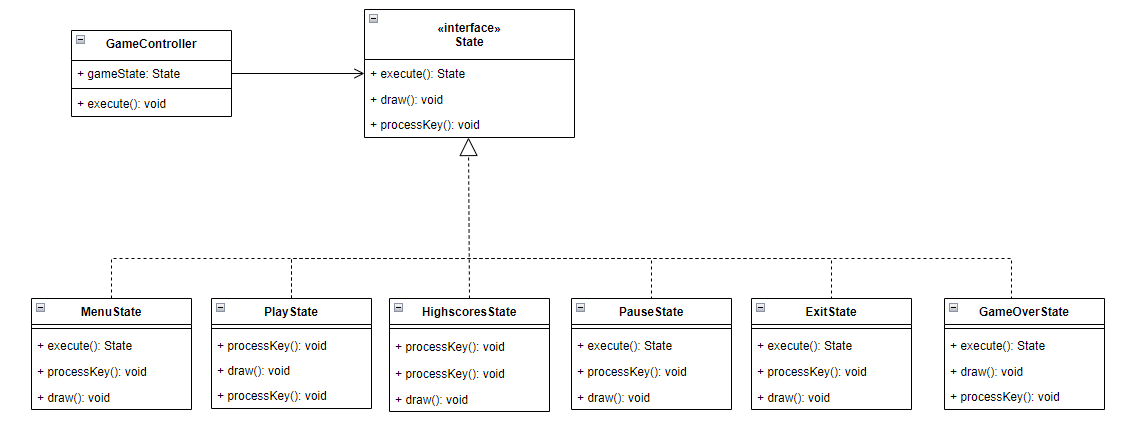 GameController
+ gameState: State
+ execute(): void
«interface»
State
+ execute(): State
+ draw(): void
+ processKey(): void
MenuState
+ execute(): State
+ processKey(): void
+ draw(): void
PlayState
+ processKey(): void
+ draw(): void
+ processKey(): void
HighscoresState
+ processKey(): void
+ processKey(): void
+ draw(): void
PauseState
+ execute(): State
+ processKey(): void
+ draw(): void
ExitState
+ execute(): State
+ processKey(): void
+ draw(): void
GameOverState
+ execute(): State
+ draw(): void
+ processKey(): void